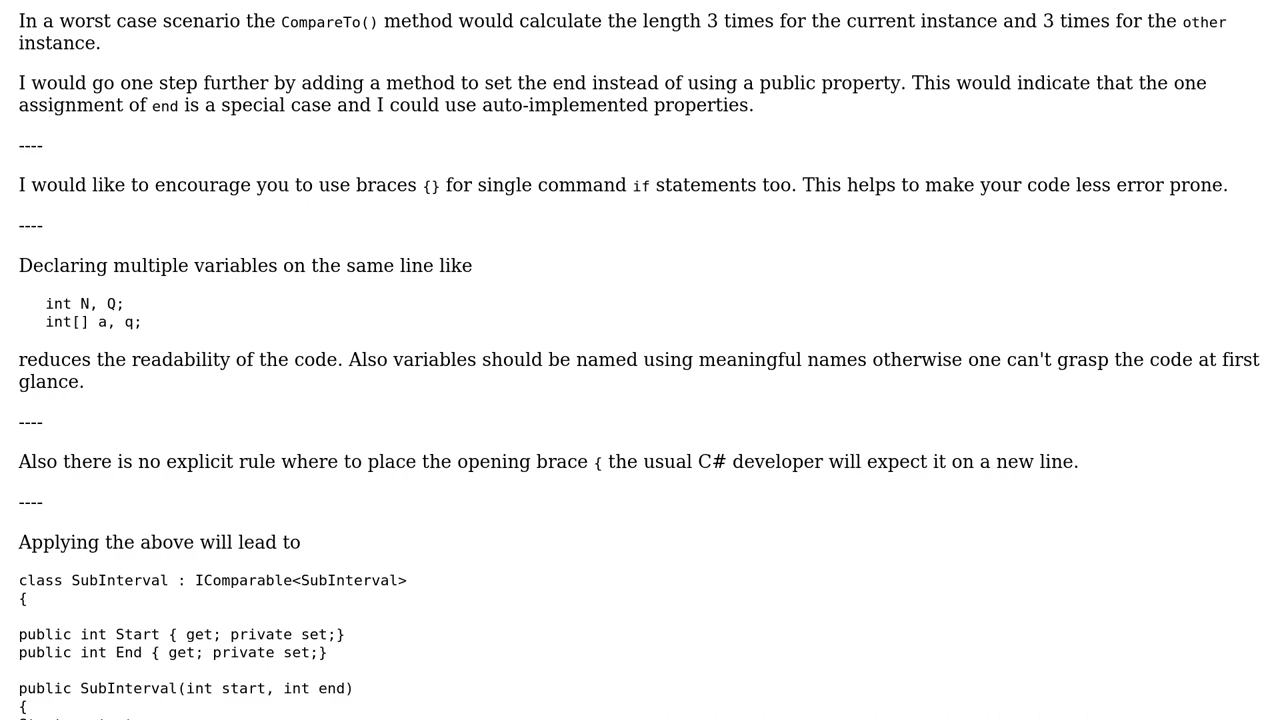 In a worst case scenario the CompareTo() method would calculate the length 3 times for the current instance and 3 times for the other
instance.
I would go one step further by adding a method to set the end instead of using a public property. This would indicate that the one
assignment of end is a special case and I could use auto-implemented properties.
----
I would like to encourage you to use braces {} for single command if statements too. This helps to make your code less error prone.
----
Declaring multiple variables on the same line like
int N, Q;
int[] a, q;
reduces the readability of the code. Also variables should be named using meaningful names otherwise one can't grasp the code at first
glance.
----
Also there is no explicit rule where to place the opening brace { the usual C# developer will expect it on a new line.
----
Applying the above will lead to
class SubInterval : IComparable<SubInterval>
{
public int Start { get; private set;}
public int End { get; private set;}
public SubInterval(int start, int end)
{